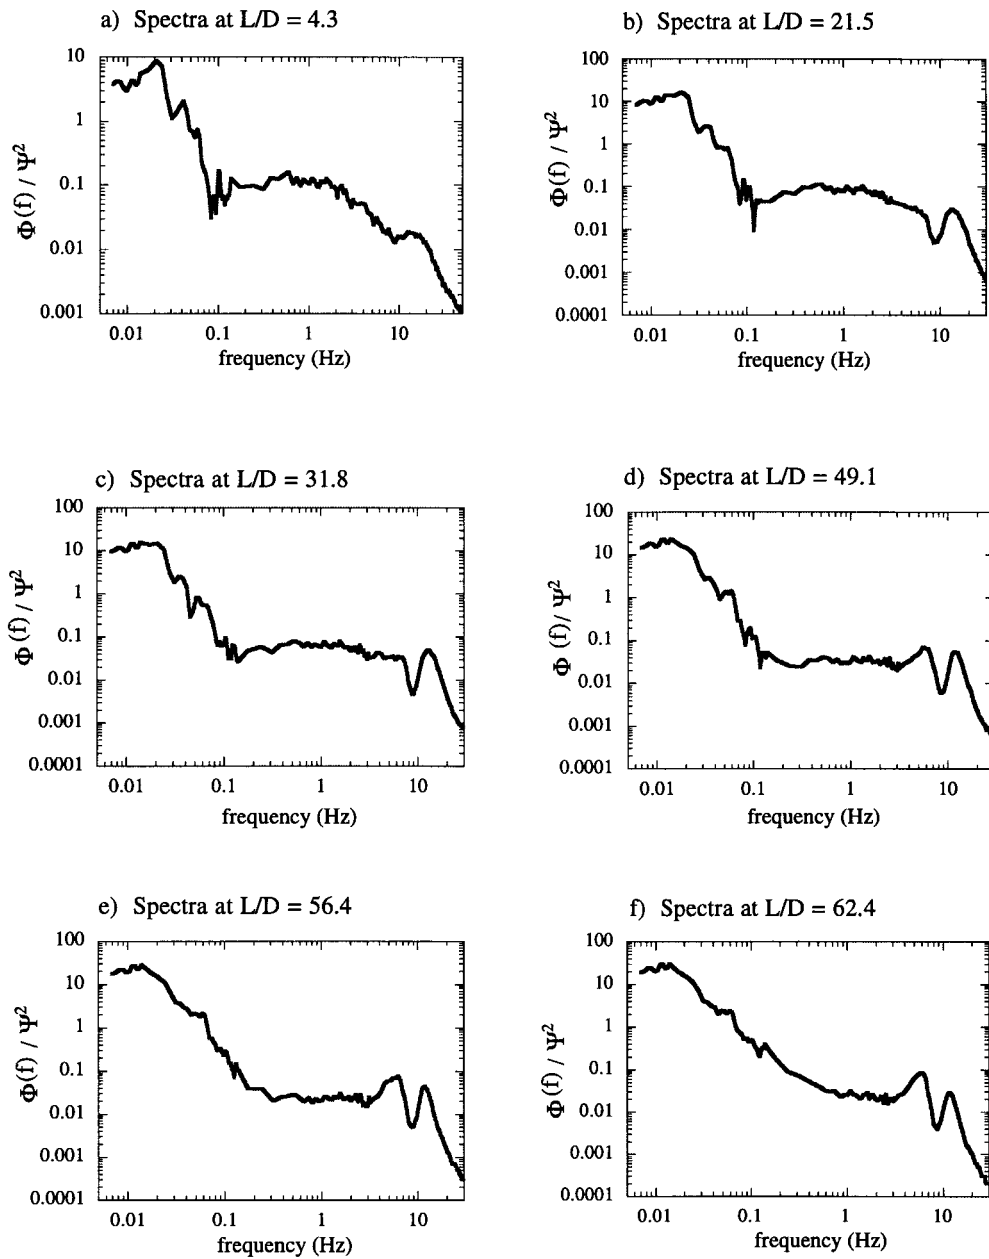 a) Spectra at L/D = 4.3
10
1
0.1
0.01
0.001
Φ(f) / Ψ²
0.01 0.1 1 10
frequency (Hz)
b) Spectra at L/D = 21.5
100
10
1
0.1
0.01
0.001
0.0001
Φ(f) / Ψ²
0.01 0.1 1 10
frequency (Hz)
c) Spectra at L/D = 31.8
100
10
1
0.1
0.01
0.001
0.0001
Φ(f) / Ψ²
0.01 0.1 1 10
frequency (Hz)
d) Spectra at L/D = 49.1
100
10
1
0.1
0.01
0.001
0.0001
Φ(f) / Ψ²
0.01 0.1 1 10
frequency (Hz)
e) Spectra at L/D = 56.4
100
10
1
0.1
0.01
0.001
0.0001
Φ(f) / Ψ²
0.01 0.1 1 10
frequency (Hz)
f) Spectra at L/D = 62.4
100
10
1
0.1
0.01
0.001
0.0001
Φ(f) / Ψ²
0.01 0.1 1 10
frequency (Hz)